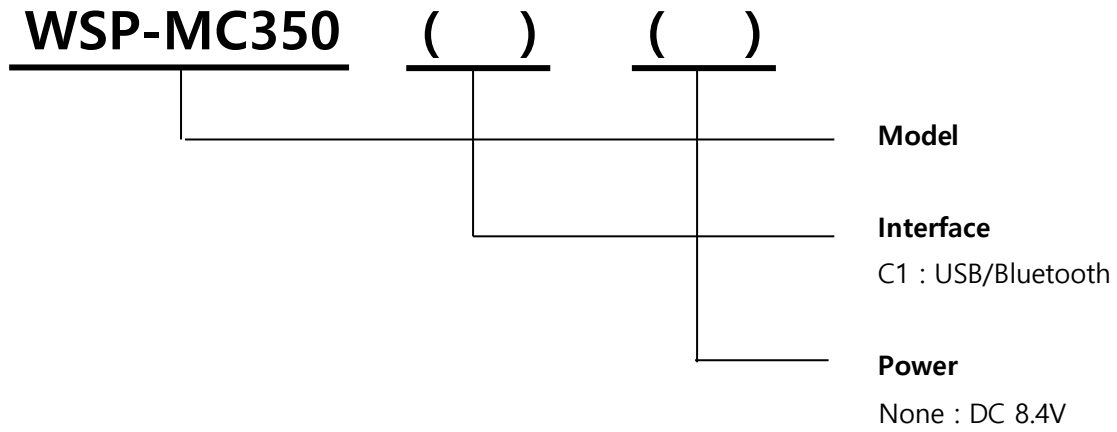 WSP-MC350 ( ) ( )
Model
Interface
C1 : USB/Bluetooth
Power
None : DC 8.4V